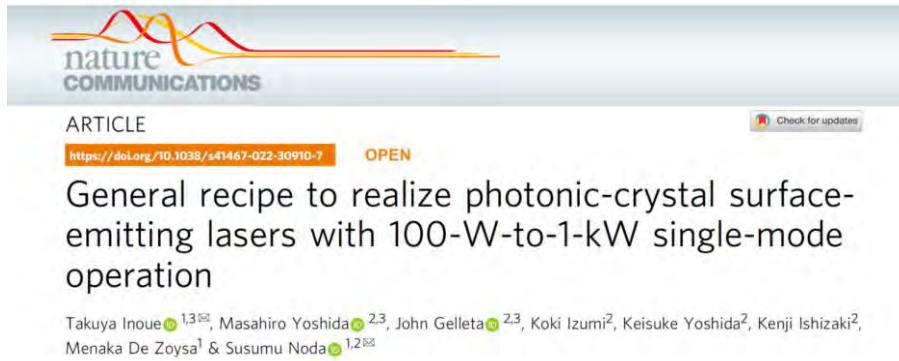 nature
COMMUNICATIONS
ARTICLE
Check for updates
https://doi.org/10.1038/s41467-022-30910-7 OPEN
General recipe to realize photonic-crystal surface-
emitting lasers with 100-W-to-1-kW single-mode
operation
Takuya Inoue 1,3✉, Masahiro Yoshida 2,3, John Gelleta 2,3, Koki Izumi2, Keisuke Yoshida2, Kenji Ishizaki2,
Menaka De Zoysa1 & Susumu Noda 1,2✉